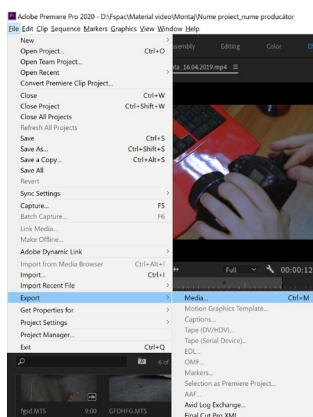 Adobe Premiere Pro 2020 - D:\Fspac\Material video\Montaj\Nume proiect_nume producător
File Edit Clip Sequence Markers Graphics View Window Help
New >
Open Project... Ctrl+O
Open Team Project...
Open Recent >
Convert Premiere Clip Project...
Close Ctrl+W
Close Project Ctrl+Shift+W
Close All Projects
Refresh All Projects
Save Ctrl+S
Save As... Ctrl+Shift+S
Save a Copy... Ctrl+Alt+S
Save All
Revert
Sync Settings >
Capture... F5
Batch Capture... F6
Link Media...
Make Offline...
Adobe Dynamic Link >
Import from Media Browser Ctrl+Alt+I
Import... Ctrl+I
Import Recent File >
Export >
Get Properties for >
Project Settings >
Project Manager...
Exit Ctrl+Q
ssembly Editing Color
ta_16.04.2019.mp4
Full 00:00:12
Media... Ctrl+M
Motion Graphics Template...
Captions...
Tape (DV/HDV)...
Tape (Serial Device)...
EDL...
OMF...
Markers...
Selection as Premiere Project...
AAF...
Avid Log Exchange...
Final Cut Pro XML
6 of
fgsd.MTS 9:00 GFDHFG.MTS